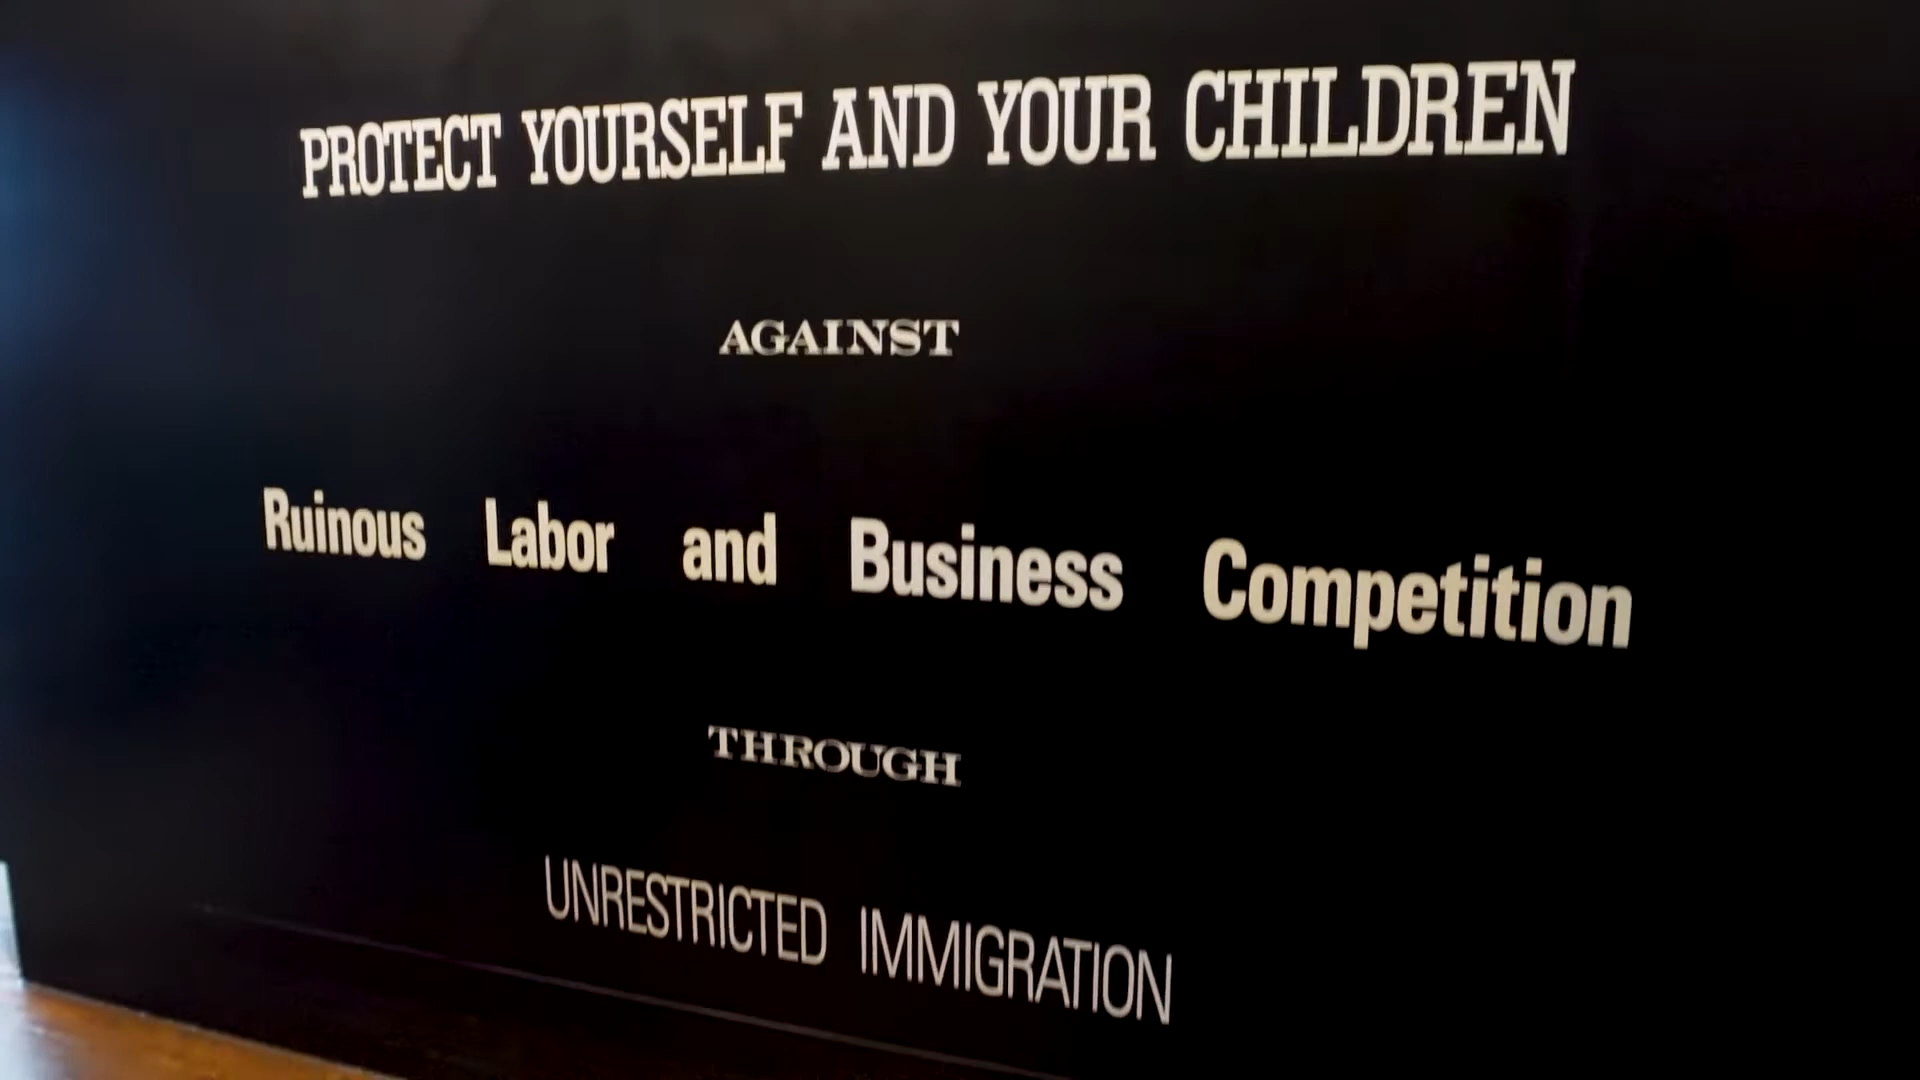 PROTECT YOURSELF AND YOUR CHILDREN
AGAINST
Ruinous Labor and Business Competition
THROUGH
UNRESTRICTED IMMIGRATION